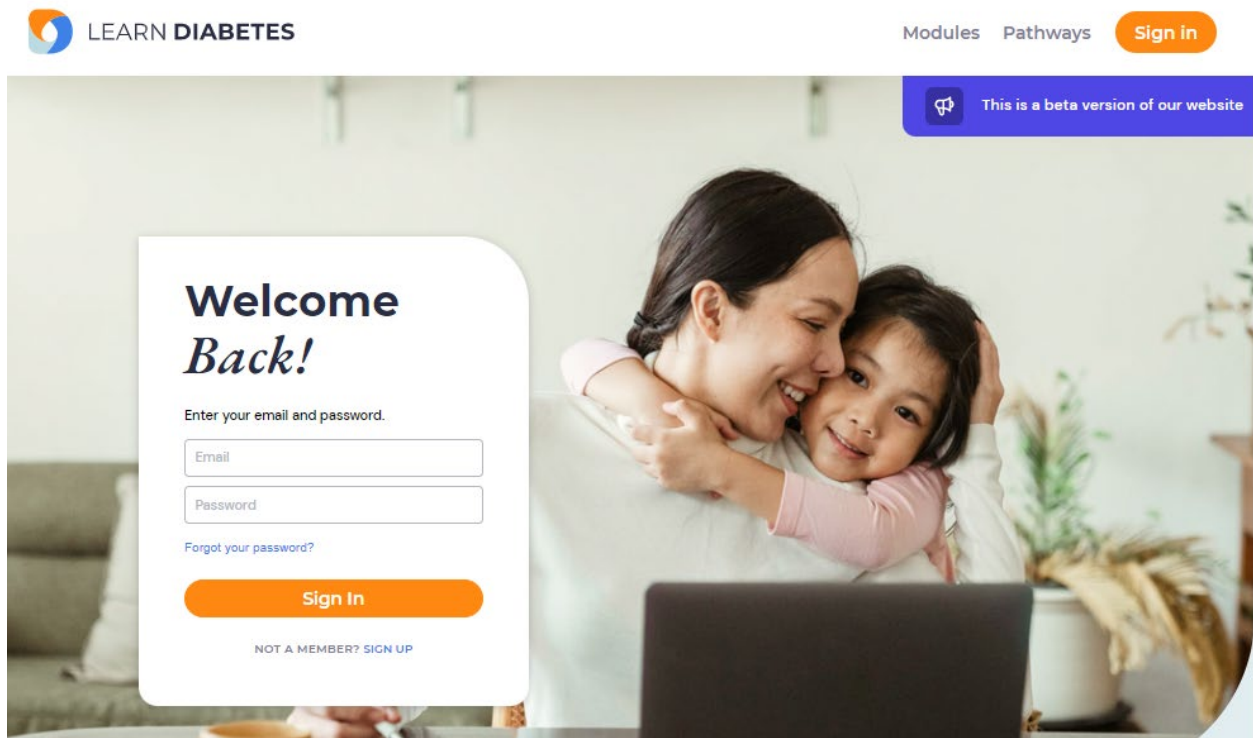 LEARN DIABETES
Modules Pathways Sign in
This is a beta version of our website
Welcome
Back!
Enter your email and password.
Email
Password
Forgot your password?
Sign In
NOT A MEMBER? SIGN UP